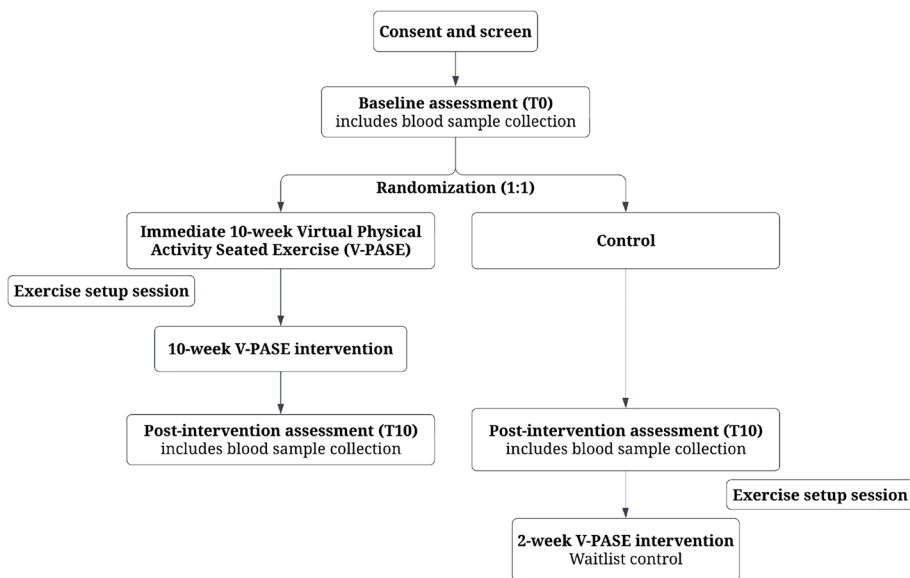 Consent and screen
Baseline assessment (T0)
includes blood sample collection
Randomization (1:1)
Immediate 10-week Virtual Physical
Activity Seated Exercise (V-PASE)
Control
Exercise setup session
10-week V-PASE intervention
Post-intervention assessment (T10)
includes blood sample collection
Post-intervention assessment (T10)
includes blood sample collection
Exercise setup session
2-week V-PASE intervention
Waitlist control